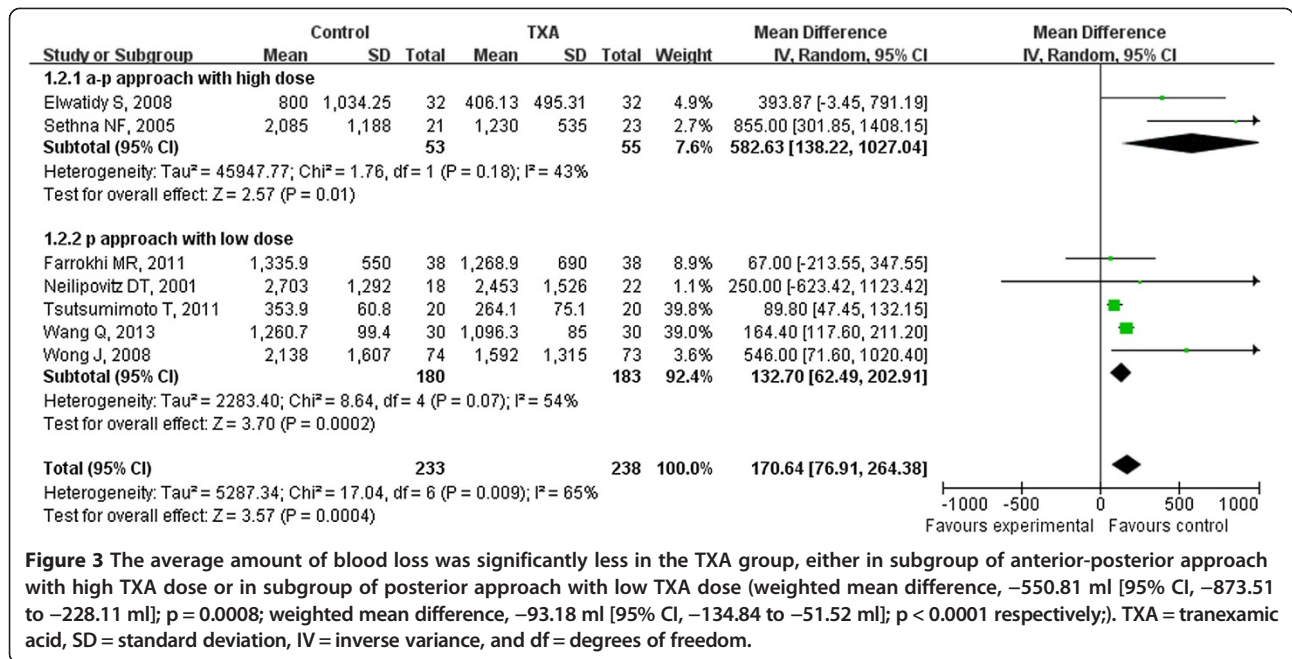 Control TXA Mean Difference Mean Difference
Study or Subgroup Mean SD Total Mean SD Total Weight IV, Random, 95% CI IV, Random, 95% CI
1.2.1 a-p approach with high dose
Elwatidy S, 2008 800 1,034.25 32 406.13 495.31 32 4.9% 393.87 [-3.45, 791.19]
Sethna NF, 2005 2,085 1,188 21 1,230 535 23 2.7% 855.00 [301.85, 1408.15]
Subtotal (95% CI) 53 55 7.6% 582.63 [138.22, 1027.04]
Heterogeneity: Tau² = 45947.77; Chi² = 1.76, df = 1 (P = 0.18); I² = 43%
Test for overall effect: Z = 2.57 (P = 0.01)
1.2.2 p approach with low dose
Farrokhi MR, 2011 1,335.9 550 38 1,268.9 690 38 8.9% 67.00 [-213.55, 347.55]
Neilipovitz DT, 2001 2,703 1,292 18 2,453 1,526 22 1.1% 250.00 [-623.42, 1123.42]
Tsutsumimoto T, 2011 353.9 60.8 20 264.1 75.1 20 39.8% 89.80 [47.45, 132.15]
Wang Q, 2013 1,260.7 99.4 30 1,096.3 85 30 39.0% 164.40 [117.60, 211.20]
Wong J, 2008 2,138 1,607 74 1,592 1,315 73 3.6% 546.00 [71.60, 1020.40]
Subtotal (95% CI) 180 183 92.4% 132.70 [62.49, 202.91]
Heterogeneity: Tau² = 2283.40; Chi² = 8.64, df = 4 (P = 0.07); I² = 54%
Test for overall effect: Z = 3.70 (P = 0.0002)
Total (95% CI) 233 238 100.0% 170.64 [76.91, 264.38]
Heterogeneity: Tau² = 5287.34; Chi² = 17.04, df = 6 (P = 0.009); I² = 65%
Test for overall effect: Z = 3.57 (P = 0.0004)
-1000 -500 0 500 1000
Favours experimental Favours control
Figure 3 The average amount of blood loss was significantly less in the TXA group, either in subgroup of anterior-posterior approach
with high TXA dose or in subgroup of posterior approach with low TXA dose (weighted mean difference, −550.81 ml [95% CI, −873.51
to −228.11 ml]; p = 0.0008; weighted mean difference, −93.18 ml [95% CI, −134.84 to −51.52 ml]; p < 0.0001 respectively;). TXA = tranexamic
acid, SD = standard deviation, IV = inverse variance, and df = degrees of freedom.